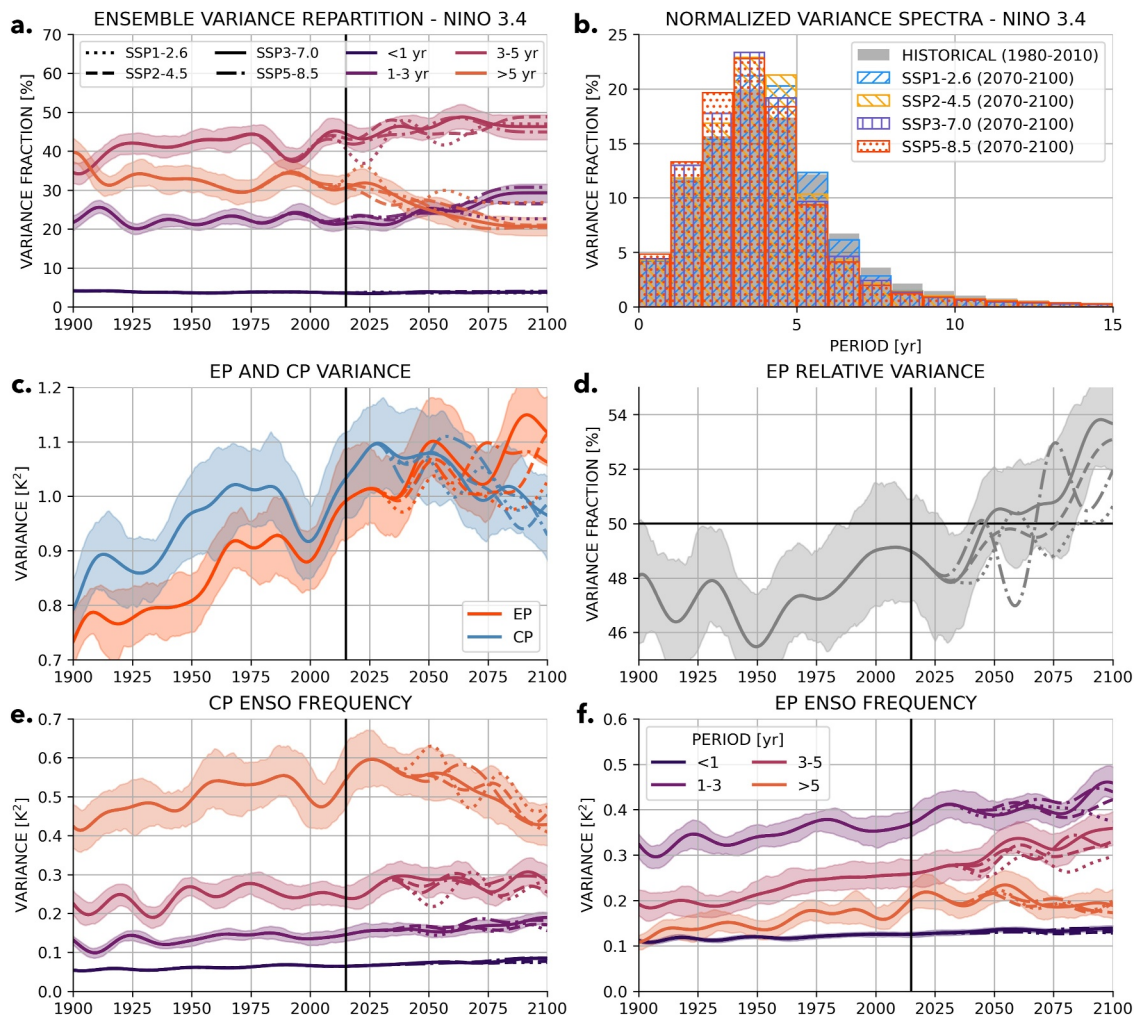 a.
ENSEMBLE VARIANCE REPARTITION - NINO 3.4
SSP1-2.6 SSP3-7.0 <1 yr 3-5 yr
SSP2-4.5 SSP5-8.5 1-3 yr >5 yr
VARIANCE FRACTION [%]
70
60
50
40
30
20
10
0
1900 1925 1950 1975 2000 2025 2050 2075 2100
b.
NORMALIZED VARIANCE SPECTRA - NINO 3.4
HISTORICAL (1980-2010)
SSP1-2.6 (2070-2100)
SSP2-4.5 (2070-2100)
SSP3-7.0 (2070-2100)
SSP5-8.5 (2070-2100)
VARIANCE FRACTION [%]
25
20
15
10
5
0
0 5 10 15
PERIOD [yr]
c.
EP AND CP VARIANCE
VARIANCE [K²]
1.2
1.1
1.0
0.9
0.8
0.7
EP
CP
1900 1925 1950 1975 2000 2025 2050 2075 2100
d.
EP RELATIVE VARIANCE
VARIANCE FRACTION [%]
54
52
50
48
46
1900 1925 1950 1975 2000 2025 2050 2075 2100
e.
CP ENSO FREQUENCY
VARIANCE [K²]
0.7
0.6
0.5
0.4
0.3
0.2
0.1
0.0
1900 1925 1950 1975 2000 2025 2050 2075 2100
f.
EP ENSO FREQUENCY
PERIOD [yr]
<1 3-5
1-3 >5
VARIANCE [K²]
0.6
0.5
0.4
0.3
0.2
0.1
0.0
1900 1925 1950 1975 2000 2025 2050 2075 2100